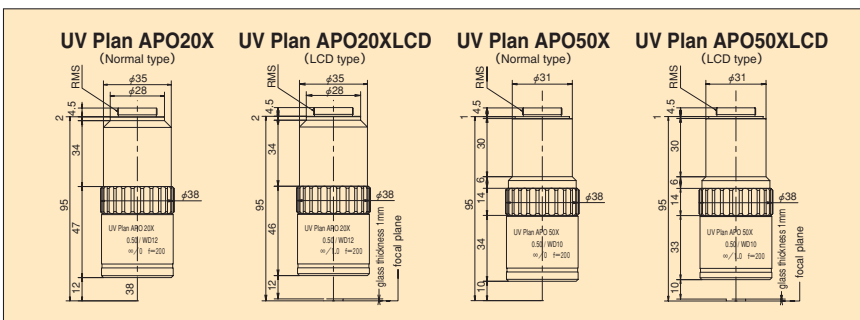 UV Plan APO20X
(Normal type)
RMS
φ35
φ28
4.5
2
34
95
47
12
φ38
UV Plan APO 20X
0.50 / WD12
∞/0 f=200
38
UV Plan APO20XLCD
(LCD type)
RMS
φ35
φ28
4.5
2
34
95
46
12
φ38
UV Plan APO 20X
0.50 / WD12
∞/1.0 f=200
glass thickness 1mm
focal plane
UV Plan APO50X
(Normal type)
RMS
φ31
4.5
1
30
6
14
95
34
10
φ38
UV Plan APO 50X
0.50 / WD10
∞/0 f=200
UV Plan APO50XLCD
(LCD type)
RMS
φ31
4.5
1
30
6
14
95
33
10
φ38
UV Plan APO 50X
0.50 / WD10
∞/1.0 f=200
glass thickness 1mm
focal plane